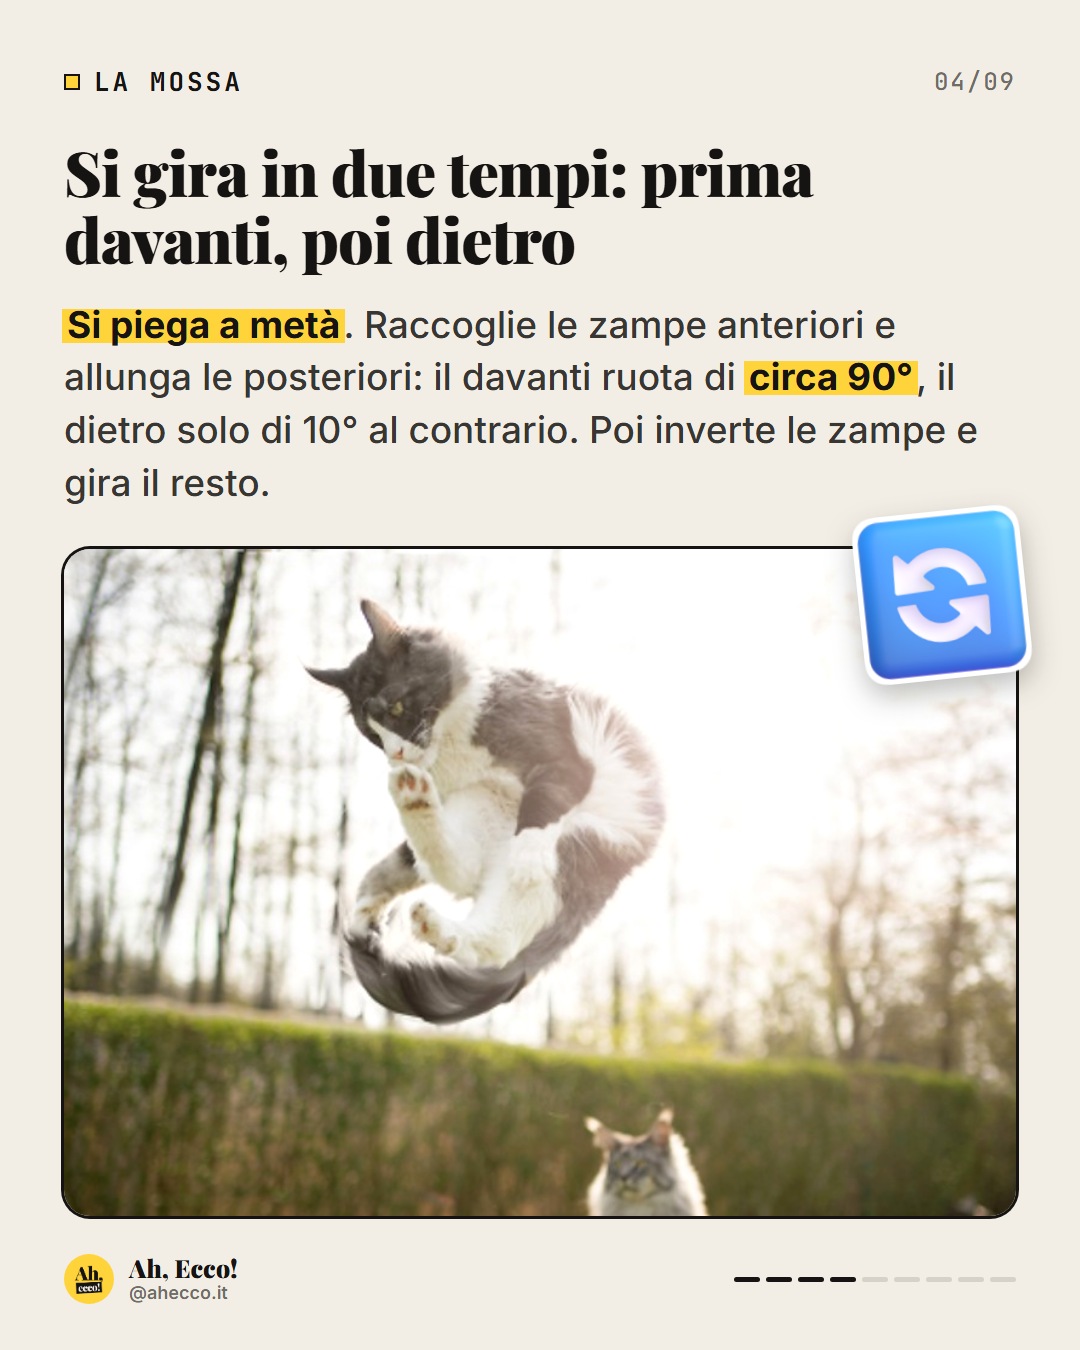 LA MOSSA
04/09
Si gira in due tempi: prima
davanti, poi dietro
Si piega a metà. Raccoglie le zampe anteriori e
allunga le posteriori: il davanti ruota di circa 90°, il
dietro solo di 10° al contrario. Poi inverte le zampe e
gira il resto.
Ah,
ecco!
Ah, Ecco!
@ahecco.it